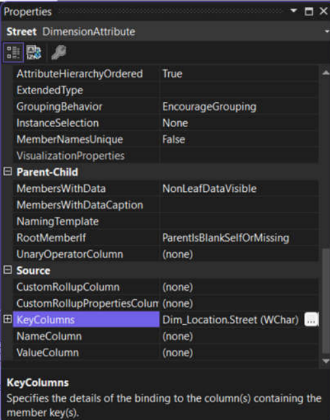 Properties
Street DimensionAttribute
AttributeHierarchyOrdered True
ExtendedType
GroupingBehavior EncourageGrouping
InstanceSelection None
MemberNamesUnique False
VisualizationProperties
Parent-Child
MembersWithData NonLeafDataVisible
MembersWithDataCaption
NamingTemplate
RootMemberIf ParentIsBlankSelfOrMissing
UnaryOperatorColumn (none)
Source
CustomRollupColumn (none)
CustomRollupPropertiesColum (none)
KeyColumns Dim_Location.Street (WChar) ...
NameColumn (none)
ValueColumn (none)
KeyColumns
Specifies the details of the binding to the column(s) containing the
member key(s).